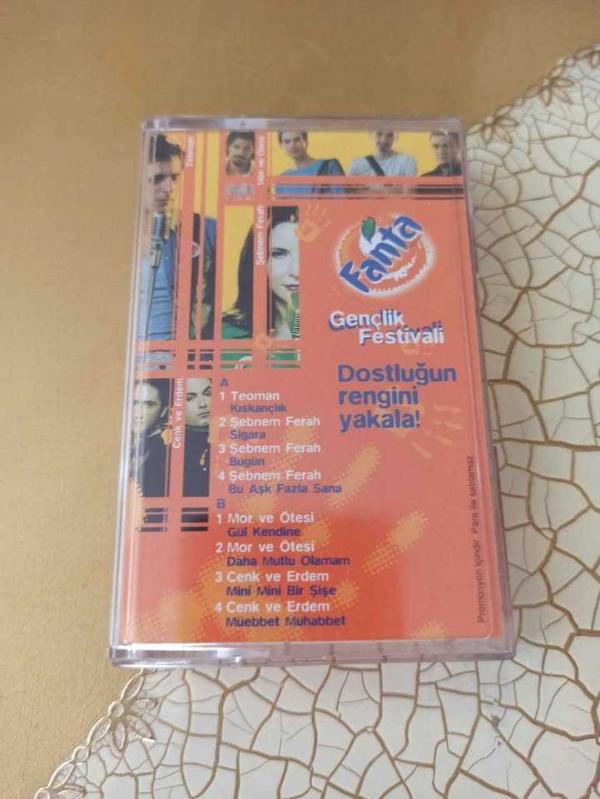 Teoman
Mor ve Ötesi
Şebnem Ferah
Fanta
Gençlik
Festivali
Dostluğun
rengini
yakala!
Cenk ve Erdem
A
1 Teoman
Kıskançlık
2 Şebnem Ferah
Sigara
3 Şebnem Ferah
Bugün
4 Şebnem Ferah
Bu Aşk Fazla Sana
B
1 Mor ve Ötesi
Gül Kendine
2 Mor ve Ötesi
Daha Mutlu Olamam
3 Cenk ve Erdem
Mini Mini Bir Şişe
4 Cenk ve Erdem
Müebbet Muhabbet
Promosyon içindir. Para ile satılamaz.